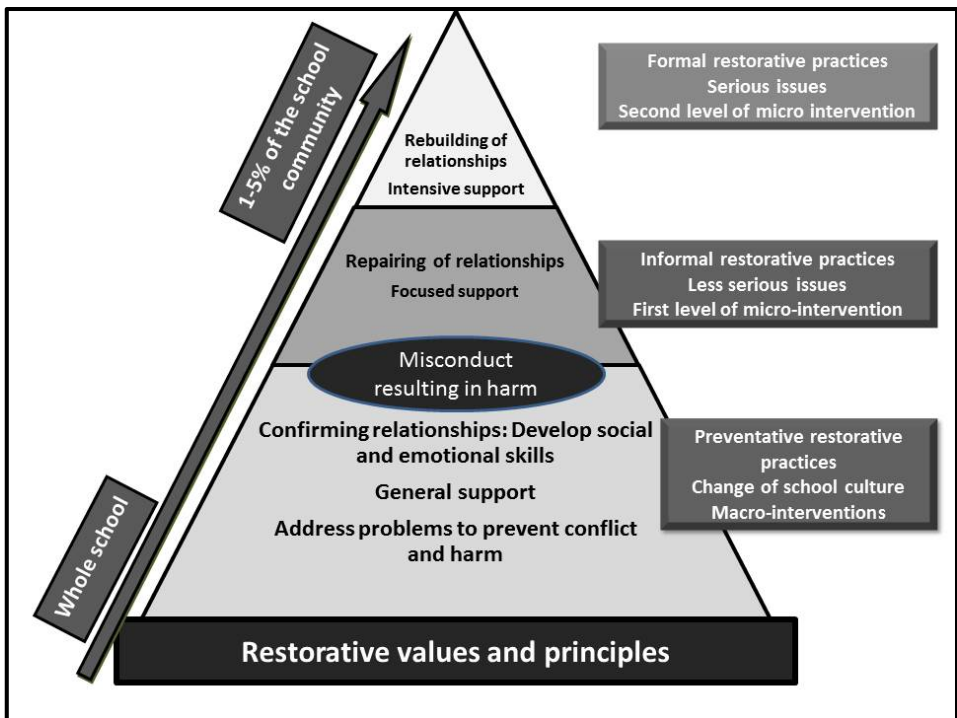 1-5% of the school
community
Formal restorative practices
Serious issues
Second level of micro intervention
Rebuilding of
relationships
Intensive support
Repairing of relationships
Focused support
Informal restorative practices
Less serious issues
First level of micro-intervention
Misconduct
resulting in harm
Confirming relationships: Develop social
and emotional skills
General support
Address problems to prevent conflict
and harm
Preventative restorative
practices
Change of school culture
Macro-interventions
Whole school
Restorative values and principles